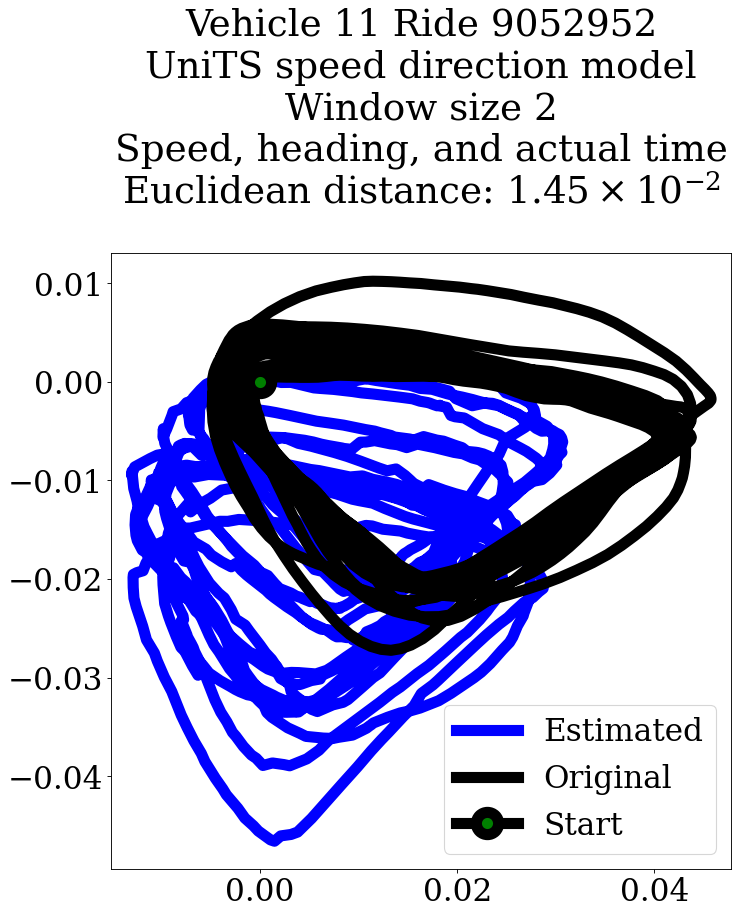 Vehicle 11 Ride 9052952
UniTS speed direction model
Window size 2
Speed, heading, and actual time
Euclidean distance: 1.45 × 10⁻²
0.01
0.00
−0.01
−0.02
−0.03
−0.04
Estimated
Original
Start
0.00 0.02 0.04